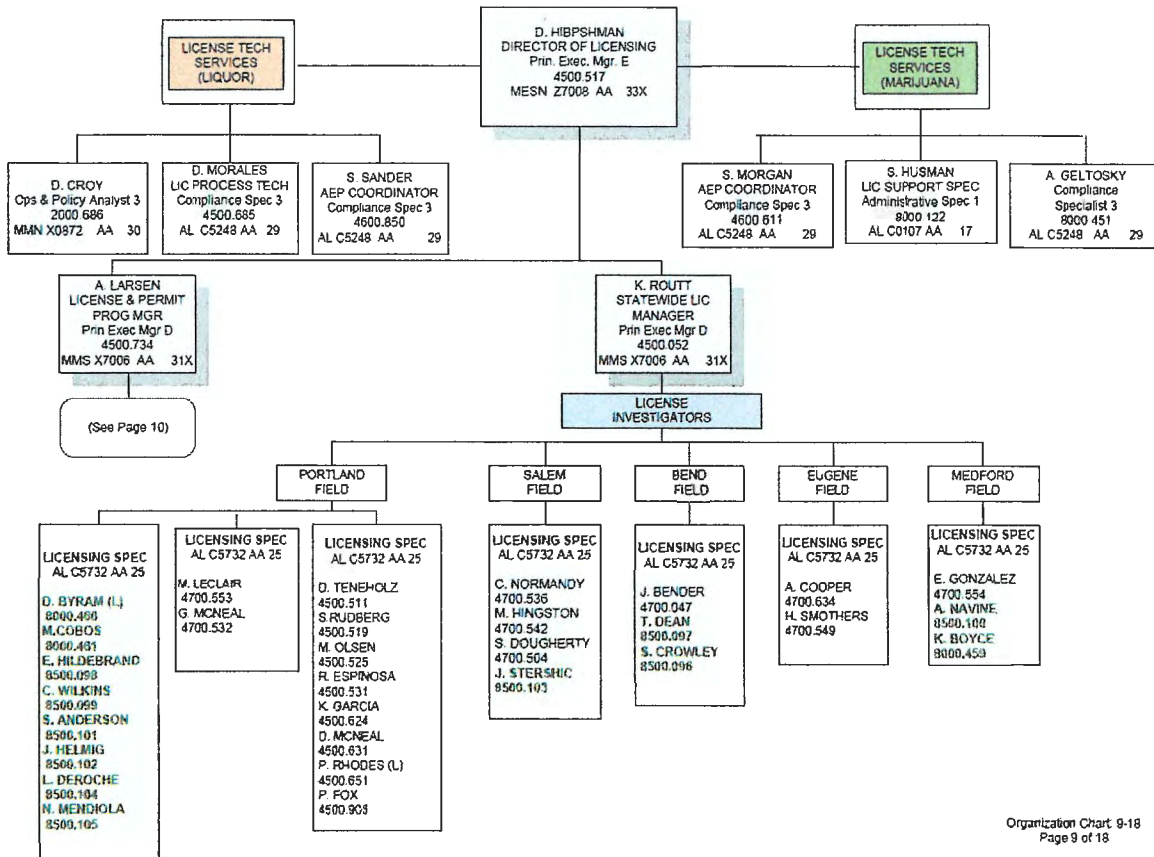 LICENSE TECH
SERVICES
(LIQUOR)
D. HIBPSHMAN
DIRECTOR OF LICENSING
Prin. Exec. Mgr. E
4500.517
MESN Z7008 AA 33X
LICENSE TECH
SERVICES
(MARIJUANA)
D. CROY
Ops & Policy Analyst 3
2000.686
MMN X0872 AA 30
D. MORALES
LIC PROCESS TECH
Compliance Spec 3
4500.685
AL C5248 AA 29
S. SANDER
AEP COORDINATOR
Compliance Spec 3
4600.850
AL C5248 AA 29
S. MORGAN
AEP COORDINATOR
Compliance Spec 3
4600.611
AL C5248 AA 29
S. HUSMAN
LIC SUPPORT SPEC
Administrative Spec 1
8000.122
AL C0107 AA 17
A. GELTOSKY
Compliance
Specialist 3
8000.451
AL C5248 AA 29
A. LARSEN
LICENSE & PERMIT
PROG MGR
Prin Exec Mgr D
4500.734
MMS X7006 AA 31X
K. ROUTT
STATEWIDE LIC
MANAGER
Prin Exec Mgr D
4500.052
MMS X7006 AA 31X
(See Page 10)
LICENSE
INVESTIGATORS
PORTLAND
FIELD
SALEM
FIELD
BEND
FIELD
EUGENE
FIELD
MEDFORD
FIELD
LICENSING SPEC
AL C5732 AA 25
D. BYRAM (L)
8000.466
M.COBOS
8000.461
E. HILDEBRAND
8500.098
C. WILKINS
8500.099
S. ANDERSON
8500.101
J. HELMIG
8500.102
L. DEROCHE
8500.104
N. MENDIOLA
8500.105
LICENSING SPEC
AL C5732 AA 25
M. LECLAIR
4700.553
G. MCNEAL
4700.532
LICENSING SPEC
AL C5732 AA 25
D. TENEHOLZ
4500.511
S.RUDBERG
4500.519
M. OLSEN
4500.525
R. ESPINOSA
4500.531
K. GARCIA
4500.624
D. MCNEAL
4500.631
P. RHODES (L)
4500.651
P. FOX
LICENSING SPEC
AL C5732 AA 25
C. NORMANDY
4700.536
M. HINGSTON
4700.542
S. DOUGHERTY
4700.504
J. STERSHIC
8500.103
LICENSING SPEC
AL C5732 AA 25
J. BENDER
4700.047
T. DEAN
8500.097
S. CROWLEY
8500.096
LICENSING SPEC
AL C5732 AA 25
A. COOPER
4700.634
H. SMOTHERS
4700.549
LICENSING SPEC
AL C5732 AA 25
E. GONZALEZ
4700.554
A. NAVINE
8500.100
K. BOYCE
8000.459
Organization Chart 9-18
Page 9 of 18